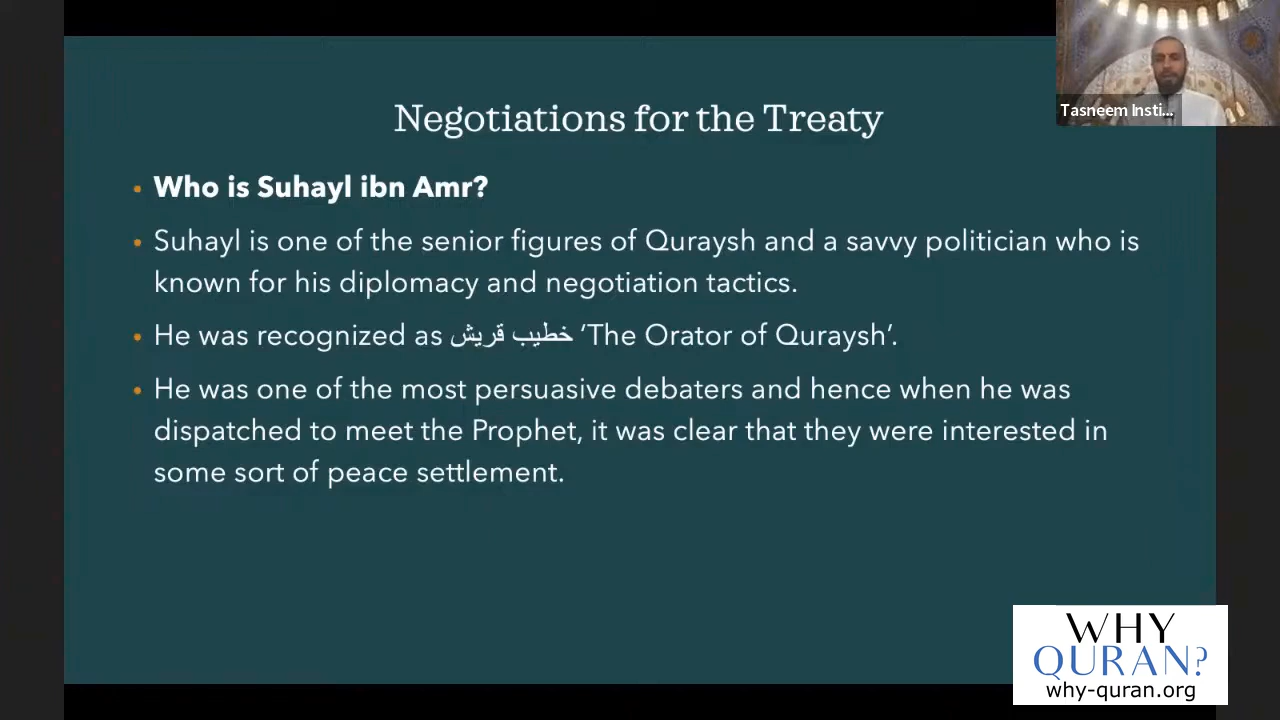 Tasneem Insti...
Negotiations for the Treaty
• Who is Suhayl ibn Amr?
• Suhayl is one of the senior figures of Quraysh and a savvy politician who is
known for his diplomacy and negotiation tactics.
• He was recognized as خطيب قريش ‘The Orator of Quraysh’.
• He was one of the most persuasive debaters and hence when he was
dispatched to meet the Prophet, it was clear that they were interested in
some sort of peace settlement.
WHY
QURAN?
why-quran.org